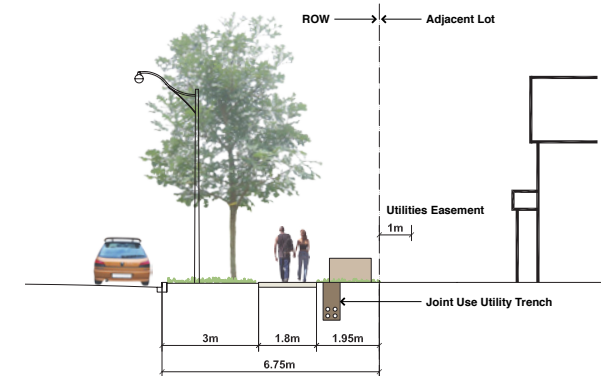 ROW
Adjacent Lot
Utilities Easement
1m
Joint Use Utility Trench
3m
1.8m
1.95m
6.75m